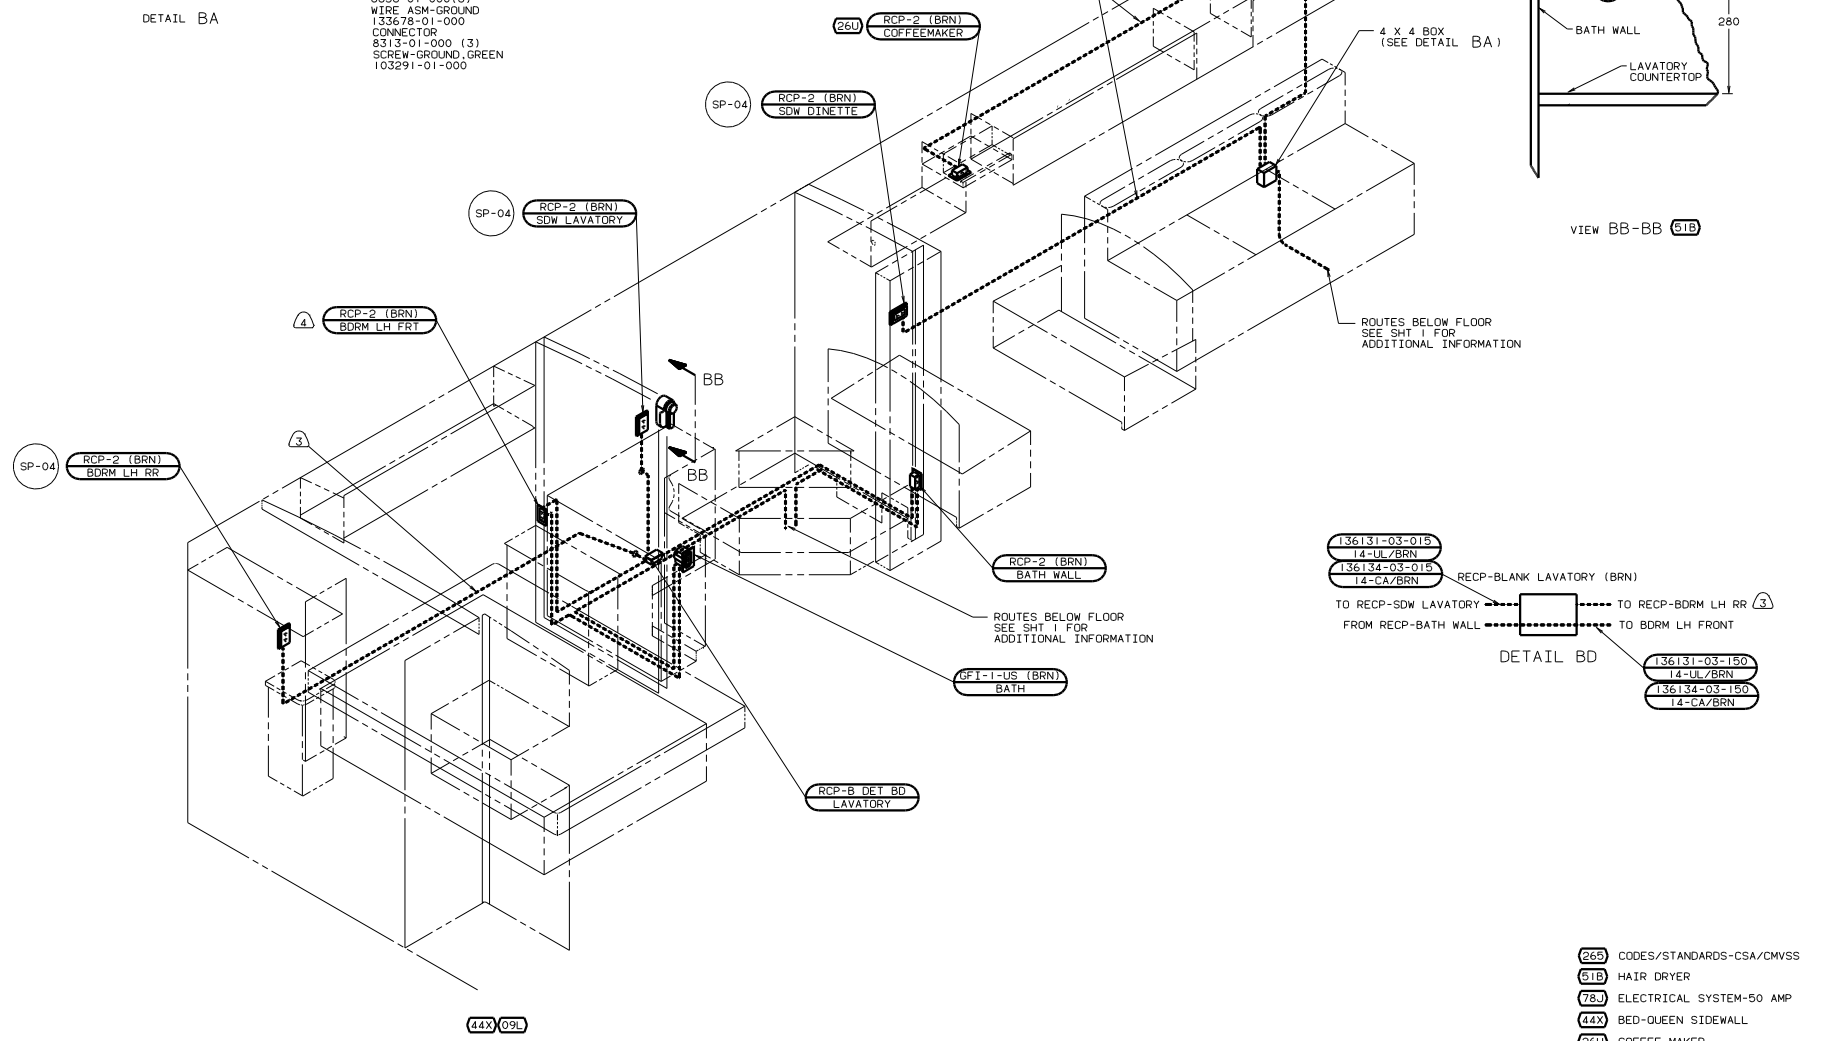 DETAIL BA
WIRE ASM-GROUND
133678-01-000
CONNECTOR
8313-01-000 (3)
SCREW-GROUND,GREEN
103291-01-000
26U
RCP-2 (BRN)
COFFEEMAKER
4 X 4 BOX
(SEE DETAIL BA)
BATH WALL
280
LAVATORY
COUNTERTOP
SP-04
RCP-2 (BRN)
SDW DINETTE
SP-04
RCP-2 (BRN)
SDW LAVATORY
VIEW BB-BB 51B
4
RCP-2 (BRN)
BDRM LH FRT
ROUTES BELOW FLOOR
SEE SHT 1 FOR
ADDITIONAL INFORMATION
BB
BB
3
SP-04
RCP-2 (BRN)
BDRM LH RR
RCP-2 (BRN)
BATH WALL
ROUTES BELOW FLOOR
SEE SHT 1 FOR
ADDITIONAL INFORMATION
GFI-1-US (BRN)
BATH
RCP-B DET BD
LAVATORY
136131-03-015
14-UL/BRN
136134-03-015
14-CA/BRN
RECP-BLANK LAVATORY (BRN)
TO RECP-SDW LAVATORY
TO RECP-BDRM LH RR 3
FROM RECP-BATH WALL
TO BDRM LH FRONT
DETAIL BD
136131-03-150
14-UL/BRN
136134-03-150
14-CA/BRN
265 CODES/STANDARDS-CSA/CMVSS
51B HAIR DRYER
78J ELECTRICAL SYSTEM-50 AMP
44X BED-QUEEN SIDEWALL
26U COFFEE MAKER
44X 09L